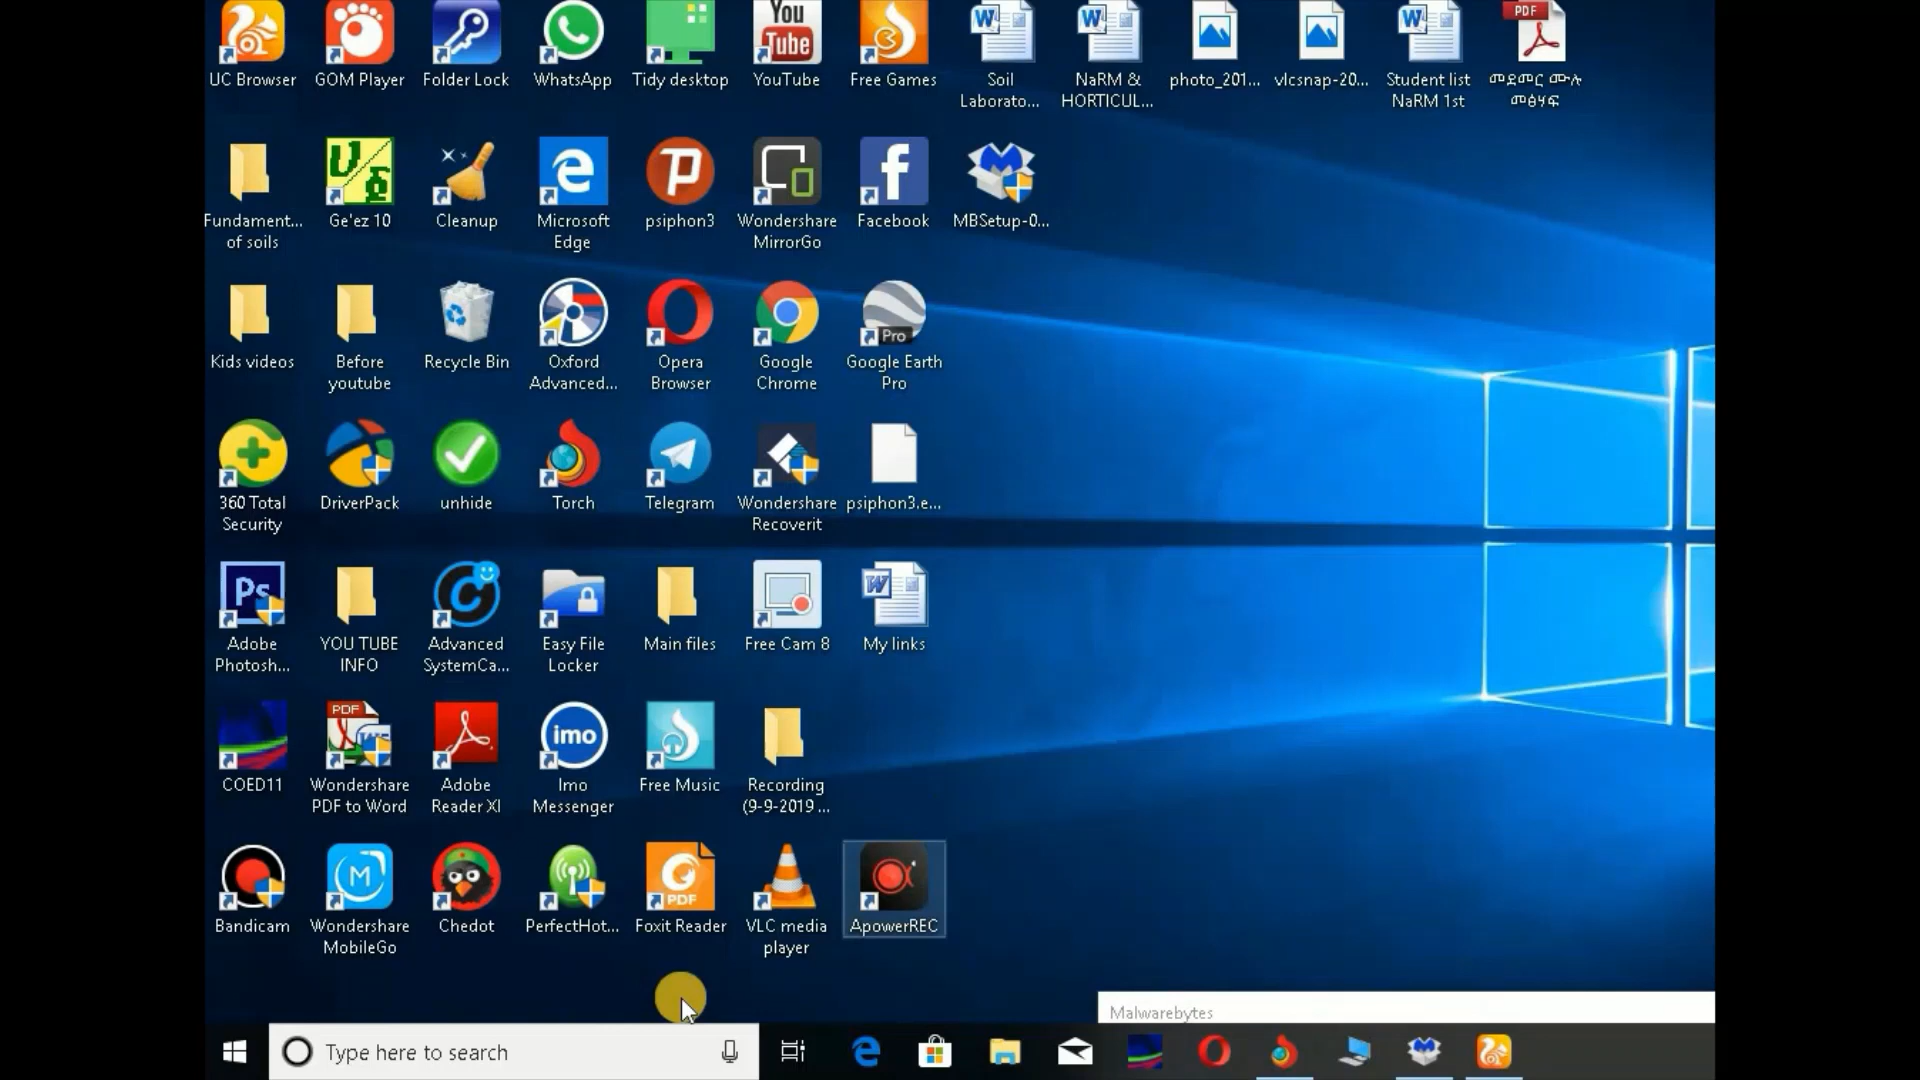 You
Tube
PDF
UC Browser
GOM Player
Folder Lock
WhatsApp
Tidy desktop
YouTube
Free Games
Soil
Laborato...
NaRM &
HORTICUL...
photo_201...
vlcsnap-20...
Student list
NaRM 1st
መደመር ሙሉ
መፅሃፍ
Fundament...
of soils
Ge'ez 10
Cleanup
Microsoft
Edge
psiphon3
Wondershare
MirrorGo
Facebook
MBSetup-0...
Pro
Kids videos
Before
youtube
Recycle Bin
Oxford
Advanced...
Opera
Browser
Google
Chrome
Google Earth
Pro
360 Total
Security
DriverPack
unhide
Torch
Telegram
Wondershare
Recoverit
psiphon3.e...
Ps
Adobe
Photosh...
YOU TUBE
INFO
Advanced
SystemCa...
Easy File
Locker
Main files
Free Cam 8
My links
PDF
imo
COED11
Wondershare
PDF to Word
Adobe
Reader XI
Imo
Messenger
Free Music
Recording
(9-9-2019 ...
PDF
Bandicam
Wondershare
MobileGo
Chedot
PerfectHot...
Foxit Reader
VLC media
player
ApowerREC
Malwarebytes
Type here to search